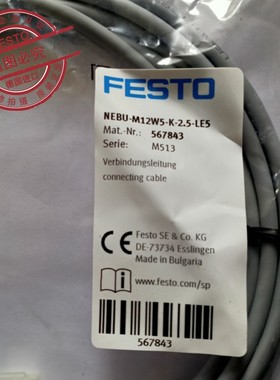 FESTO
NEBU-M12W5-K-2.5-LE5
Mat.-Nr.: 567843
Serie: M513
Verbindungsleitung
connecting cable
Festo SE & Co. KG
DE-73734 Esslingen
Made in Bulgaria
www.festo.com/sp
567843